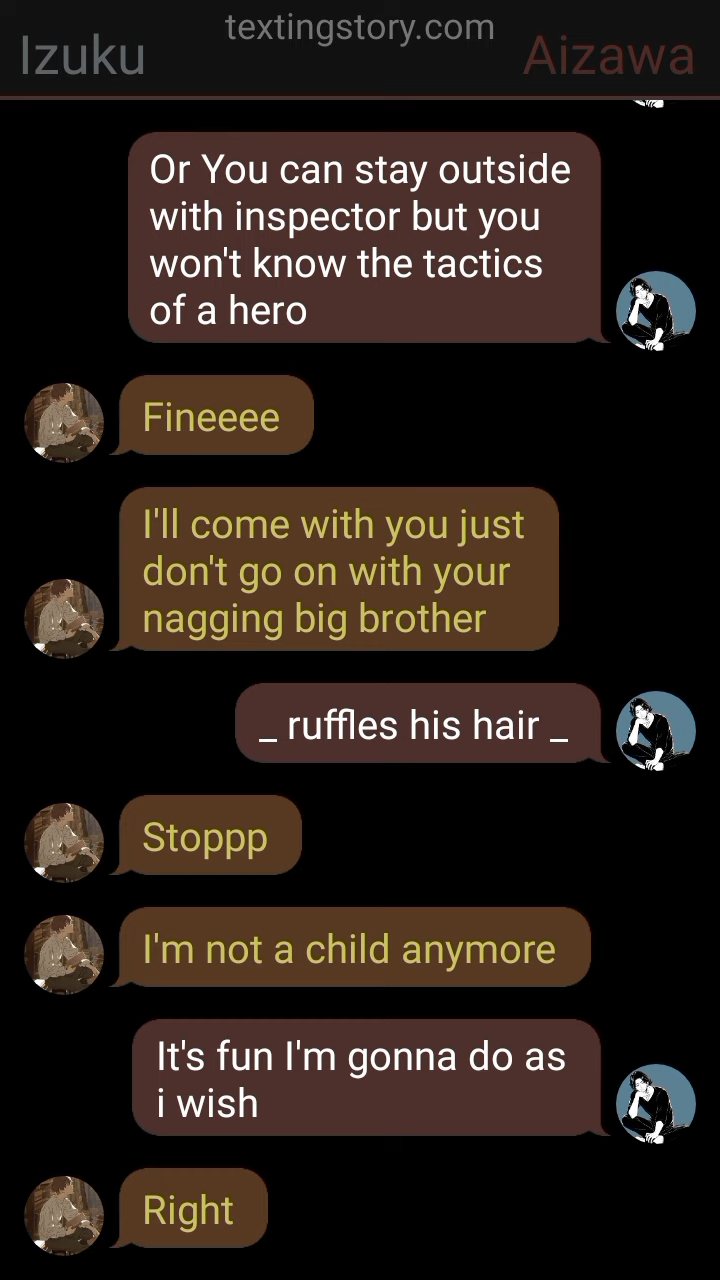 textingstory.com
Izuku
Aizawa
Or You can stay outside
with inspector but you
won't know the tactics
of a hero
Fineeee
I'll come with you just
don't go on with your
nagging big brother
_ ruffles his hair _
Stoppp
I'm not a child anymore
It's fun I'm gonna do as
i wish
Right